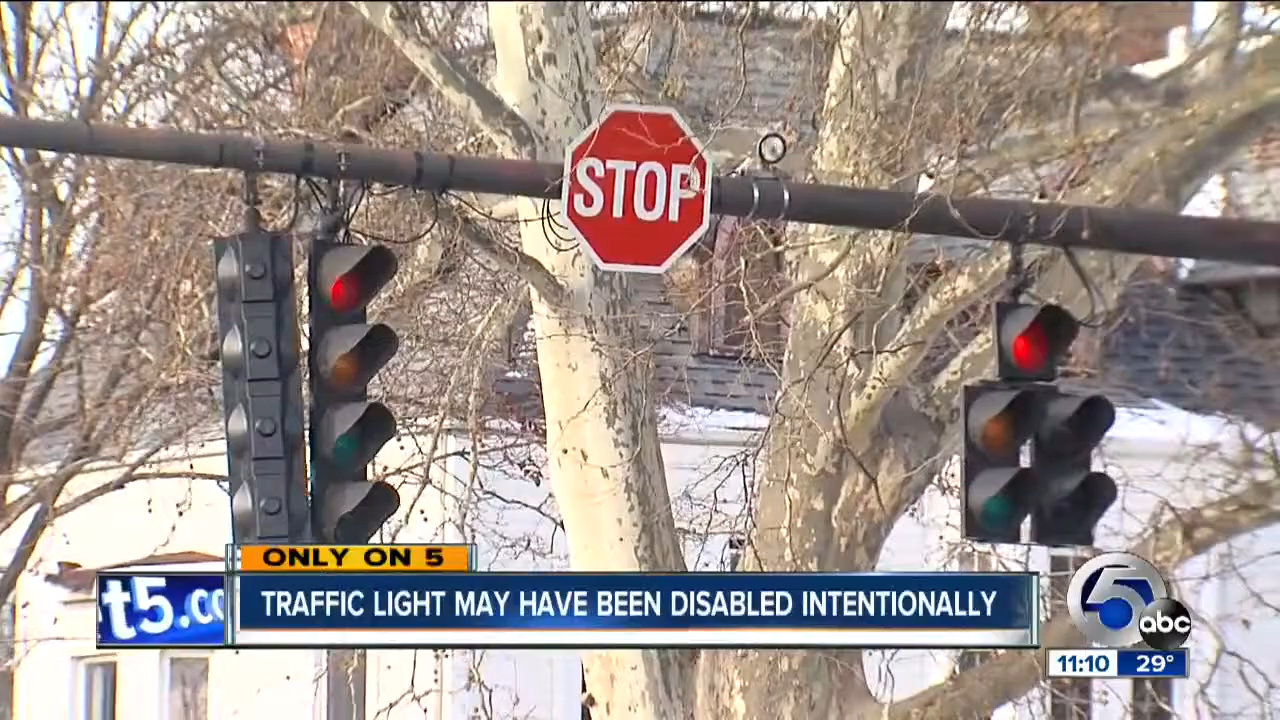 STOP
ONLY ON 5
t5.co
TRAFFIC LIGHT MAY HAVE BEEN DISABLED INTENTIONALLY
5
abc
11:10 29°